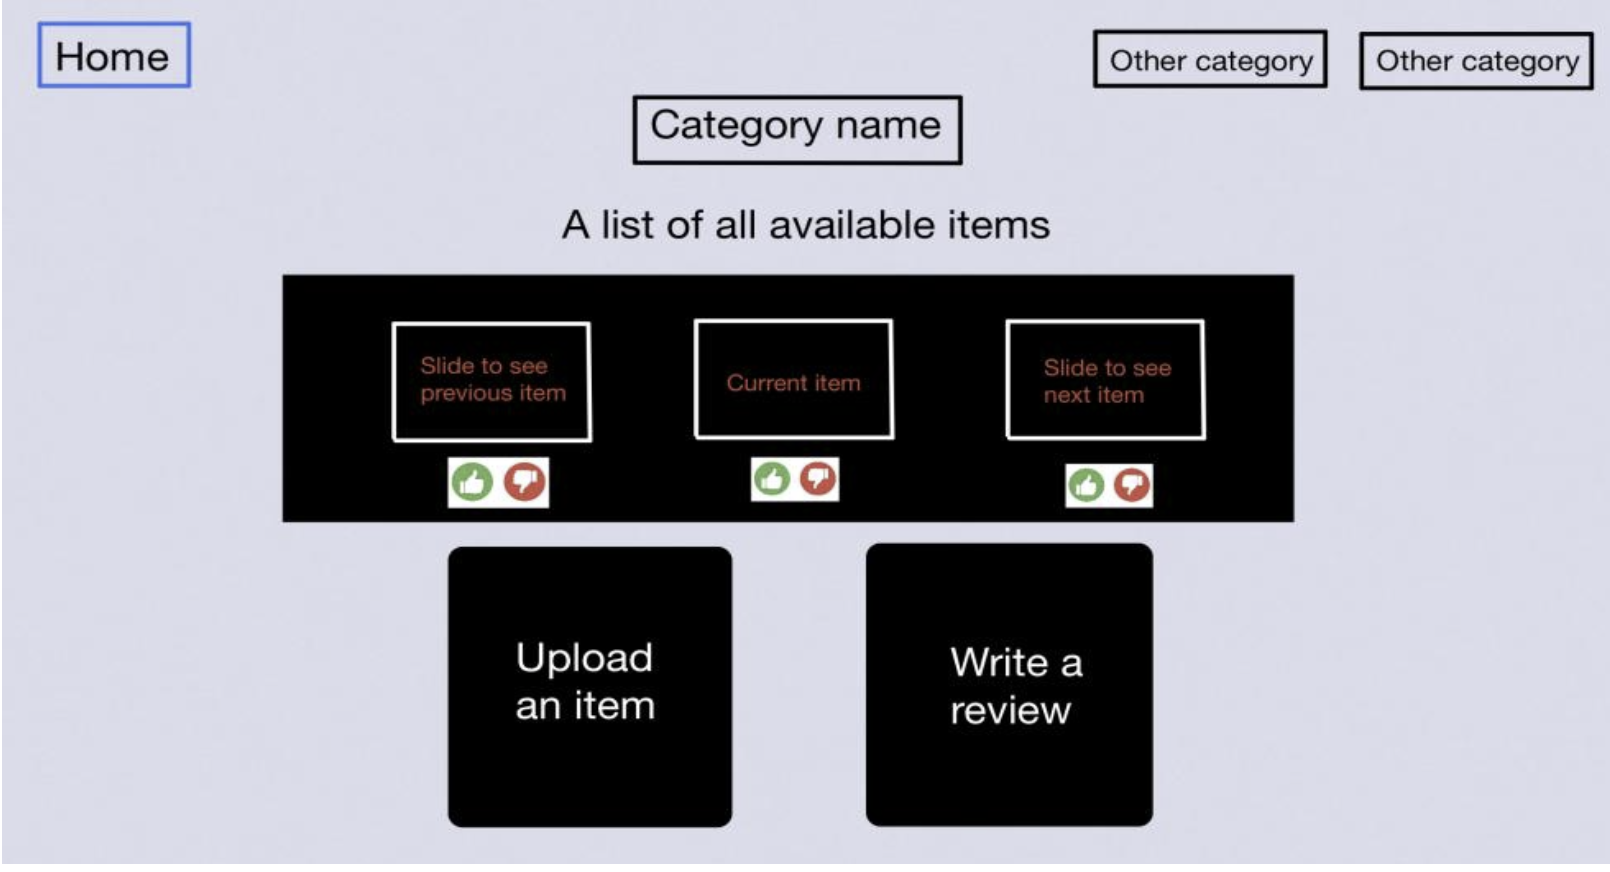 Home
Other category
Other category
Category name
A list of all available items
Slide to see
previous item
Current item
Slide to see
next item
Upload
an item
Write a
review